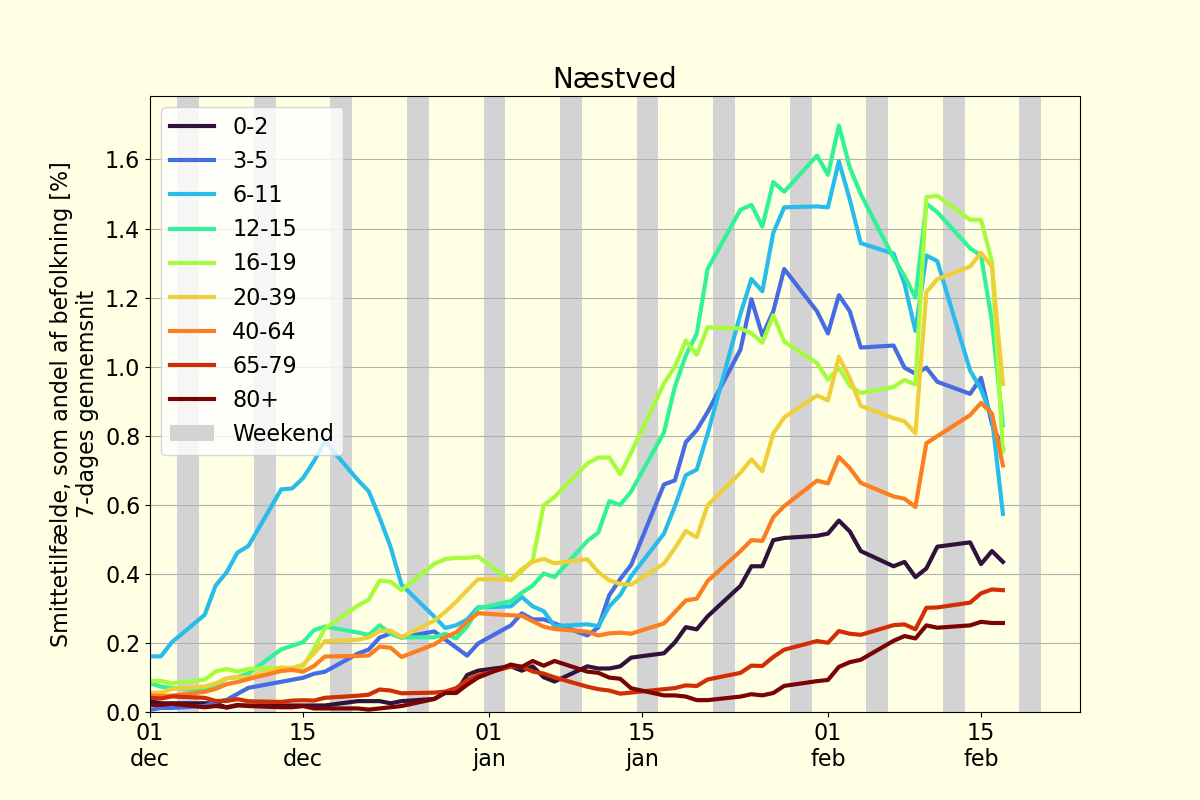 Næstved
Smittetilfælde, som andel af befolkning [%]
7-dages gennemsnit
1.6
1.4
1.2
1.0
0.8
0.6
0.4
0.2
0.0
0-2
3-5
6-11
12-15
16-19
20-39
40-64
65-79
80+
Weekend
01
dec
15
dec
01
jan
15
jan
01
feb
15
feb